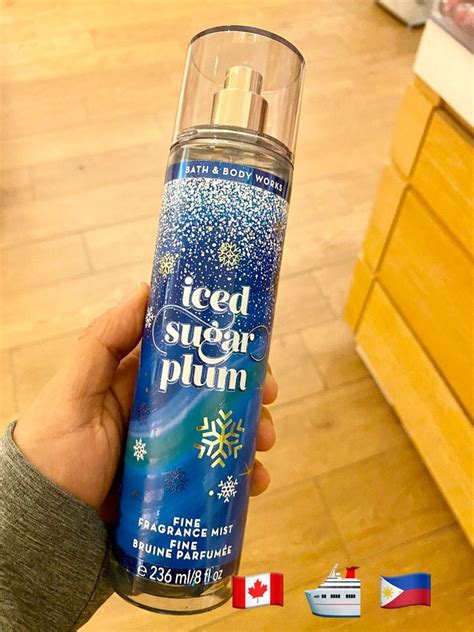 BATH & BODY WORKS
iced
sugar
plum
FINE
FRAGRANCE MIST
FINE
BRUINE PARFUMÉE
e 236 ml/8 fl oz